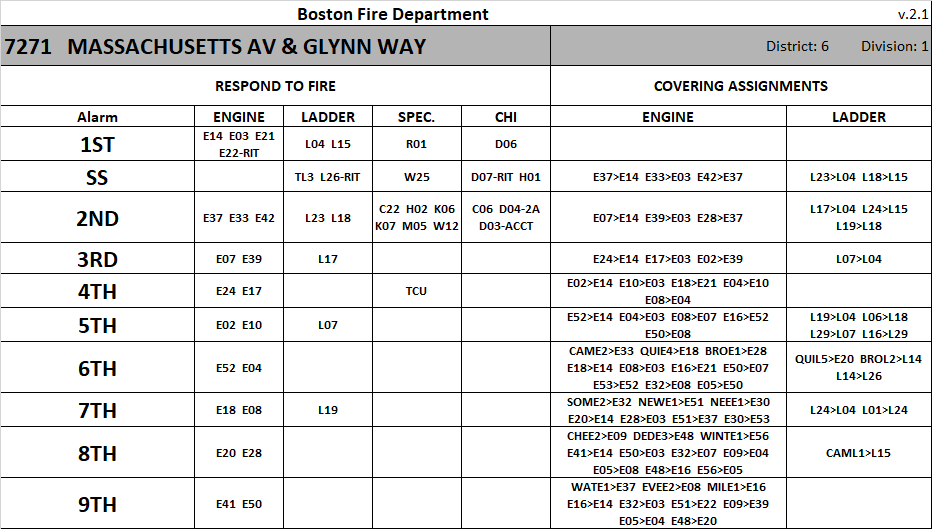 Boston Fire Department
v.2.1
7271 MASSACHUSETTS AV & GLYNN WAY
District: 6 Division: 1
RESPOND TO FIRE
COVERING ASSIGNMENTS
Alarm ENGINE LADDER SPEC. CHI ENGINE LADDER
1ST
E14 E03 E21
E22-RIT
L04 L15
R01
D06
SS
TL3 L26-RIT
W25
D07-RIT H01
E37>E14 E33>E03 E42>E37
L23>L04 L18>L15
2ND
E37 E33 E42
L23 L18
C22 H02 K06
K07 M05 W12
C06 D04-2A
D03-ACCT
E07>E14 E39>E03 E28>E37
L17>L04 L24>L15
L19>L18
3RD
E07 E39
L17
E24>E14 E17>E03 E02>E39
L07>L04
4TH
E24 E17
TCU
E02>E14 E10>E03 E18>E21 E04>E10
E08>E04
5TH
E02 E10
L07
E52>E14 E04>E03 E08>E07 E16>E52
E50>E08
L19>L04 L06>L18
L29>L07 L16>L29
6TH
E52 E04
CAME2>E33 QUIE4>E18 BROE1>E28
E18>E14 E08>E03 E16>E21 E50>E07
E53>E52 E32>E08 E05>E50
QUIL5>E20 BROL2>L14
L14>L26
7TH
E18 E08
L19
SOME2>E32 NEWE1>E51 NEEE1>E30
E20>E14 E28>E03 E51>E37 E30>E53
L24>L04 L01>L24
8TH
E20 E28
CHEE2>E09 DEDE3>E48 WINTE1>E56
E41>E14 E50>E03 E32>E07 E09>E04
E05>E08 E48>E16 E56>E05
CAML1>L15
9TH
E41 E50
WATE1>E37 EVEE2>E08 MILE1>E16
E16>E14 E32>E03 E51>E22 E09>E39
E05>E04 E48>E20